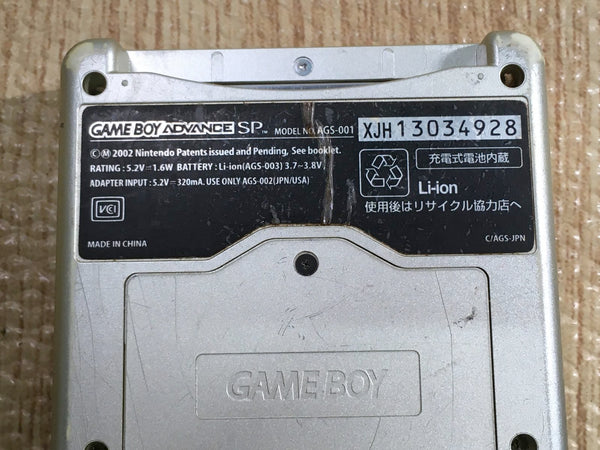 GAME BOY ADVANCE SP™ MODEL NO. AGS-001 XJH13034928
©Ⓜ 2002 Nintendo Patents issued and Pending, See booklet.
RATING : 5.2V⎓1.6W BATTERY : Li-ion(AGS-003) 3.7~3.8V⎓
ADAPTER INPUT : 5.2V⎓320mA. USE ONLY AGS-002(JPN/USA)
VCI
MADE IN CHINA
充電式電池内蔵
Li-ion
使用後はリサイクル協力店へ
C/AGS-JPN
GAME BOY